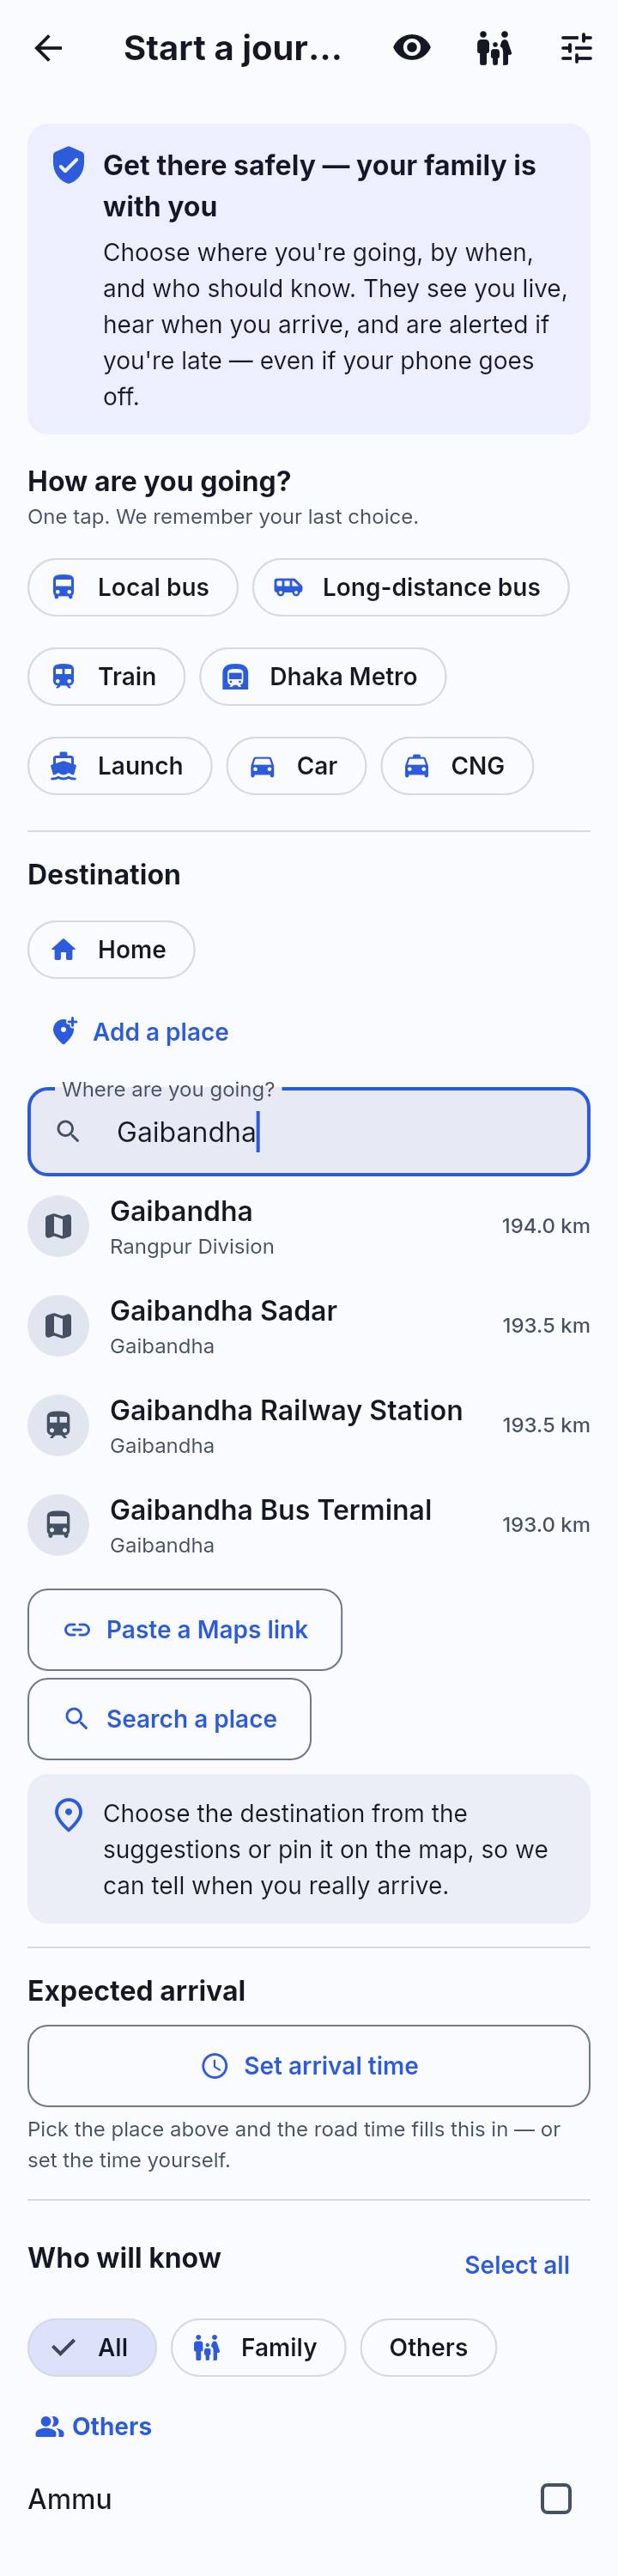 Start a jour...
Get there safely — your family is
with you
Choose where you're going, by when,
and who should know. They see you live,
hear when you arrive, and are alerted if
you're late — even if your phone goes
off.
How are you going?
One tap. We remember your last choice.
Local bus
Long-distance bus
Train
Dhaka Metro
Launch
Car
CNG
Destination
Home
Add a place
Where are you going?
Gaibandha
Gaibandha
194.0 km
Rangpur Division
Gaibandha Sadar
193.5 km
Gaibandha
Gaibandha Railway Station
193.5 km
Gaibandha
Gaibandha Bus Terminal
193.0 km
Gaibandha
Paste a Maps link
Search a place
Choose the destination from the
suggestions or pin it on the map, so we
can tell when you really arrive.
Expected arrival
Set arrival time
Pick the place above and the road time fills this in — or
set the time yourself.
Who will know
Select all
All
Family
Others
Others
Ammu